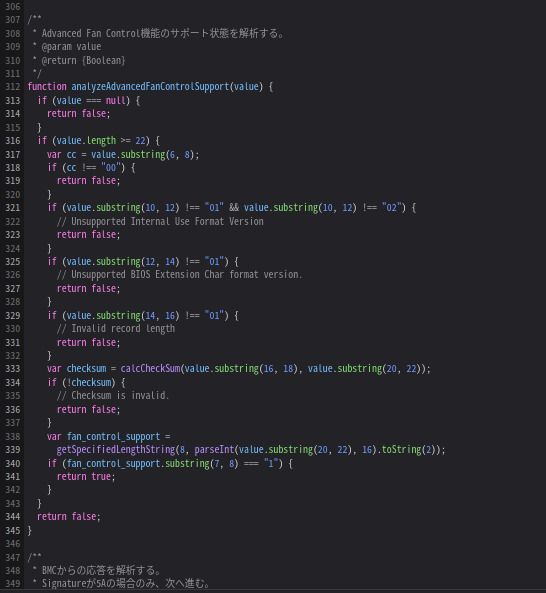 306
307 /**
308  * Advanced Fan Control機能のサポート状態を解析する。
309  * @param value
310  * @return {Boolean}
311  */
312 function analyzeAdvancedFanControlSupport(value) {
313   if (value === null) {
314     return false;
315   }
316   if (value.length >= 22) {
317     var cc = value.substring(6, 8);
318     if (cc !== "00") {
319       return false;
320     }
321     if (value.substring(10, 12) !== "01" && value.substring(10, 12) !== "02") {
322       // Unsupported Internal Use Format Version
323       return false;
324     }
325     if (value.substring(12, 14) !== "01") {
326       // Unsupported BIOS Extension Char format version.
327       return false;
328     }
329     if (value.substring(14, 16) !== "01") {
330       // Invalid record length
331       return false;
332     }
333     var checksum = calcCheckSum(value.substring(16, 18), value.substring(20, 22));
334     if (!checksum) {
335       // Checksum is invalid.
336       return false;
337     }
338     var fan_control_support =
339       getSpecifiedLengthString(8, parseInt(value.substring(20, 22), 16).toString(2));
340     if (fan_control_support.substring(7, 8) === "1") {
341       return true;
342     }
343   }
344   return false;
345 }
346
347 /**
348  * BMCからの応答を解析する。
349  * Signatureが5Aの場合のみ、次へ進む。